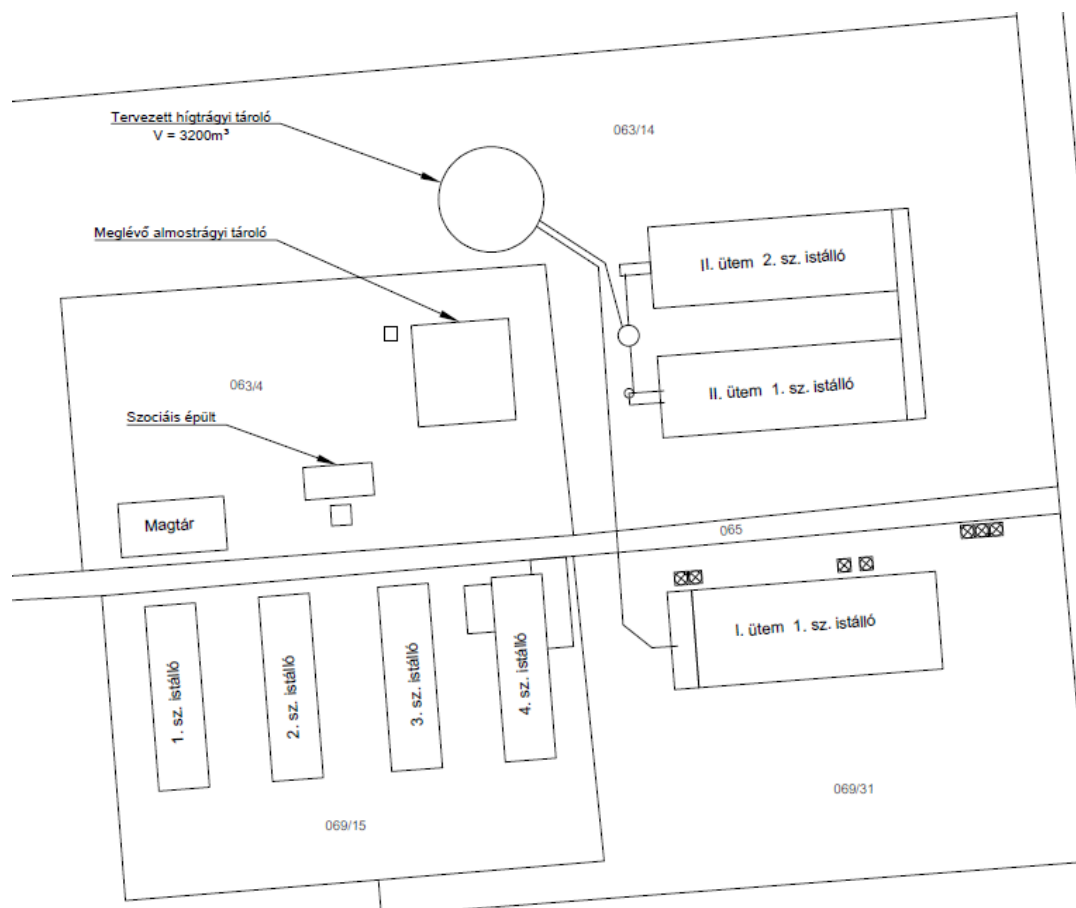 Tervezett hígtrágyi tároló
V = 3200m³
063/14
Meglévő almostrágyi tároló
II. ütem 2. sz. istálló
063/4
II. ütem 1. sz. istálló
Szociáis épült
Magtár
065
I. ütem 1. sz. istálló
1. sz. istálló
2. sz. istálló
3. sz. istálló
4. sz. istálló
069/31
069/15